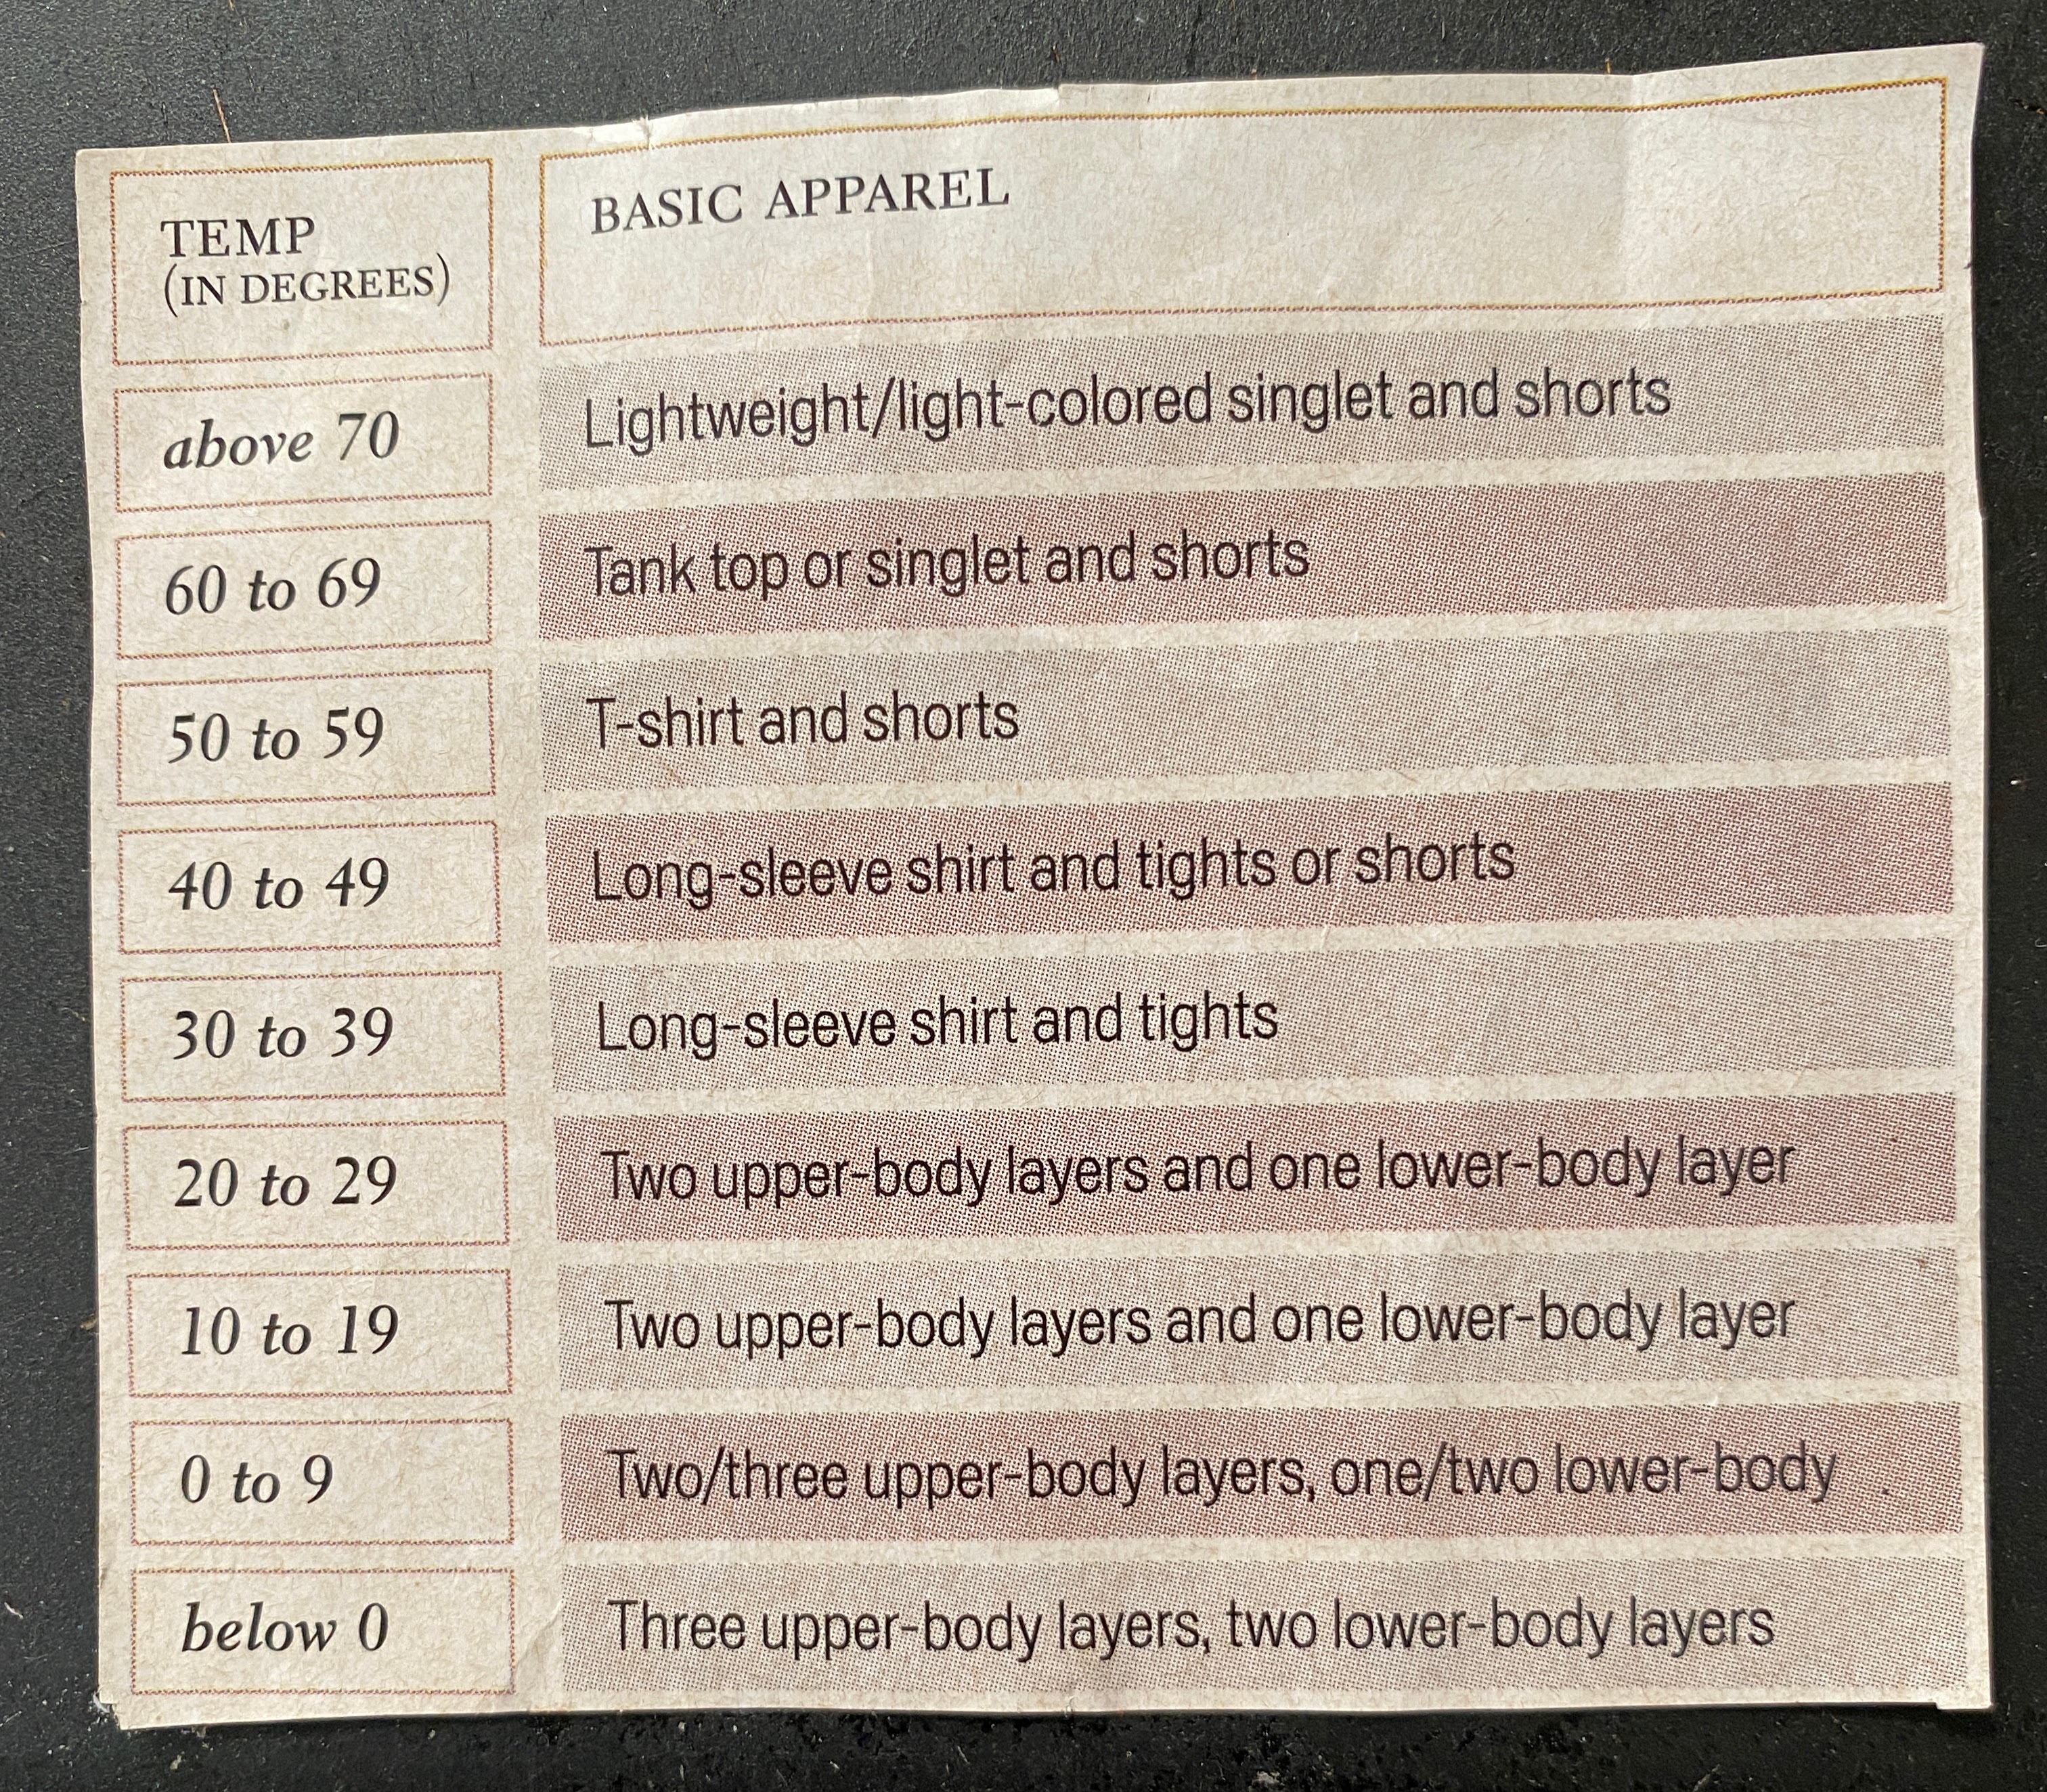 TEMP
(IN DEGREES)
BASIC APPAREL
above 70
Lightweight/light-colored singlet and shorts
60 to 69
Tank top or singlet and shorts
50 to 59
T-shirt and shorts
40 to 49
Long-sleeve shirt and tights or shorts
30 to 39
Long-sleeve shirt and tights
20 to 29
Two upper-body layers and one lower-body layer
10 to 19
Two upper-body layers and one lower-body layer
0 to 9
Two/three upper-body layers, one/two lower-body
below 0
Three upper-body layers, two lower-body layers